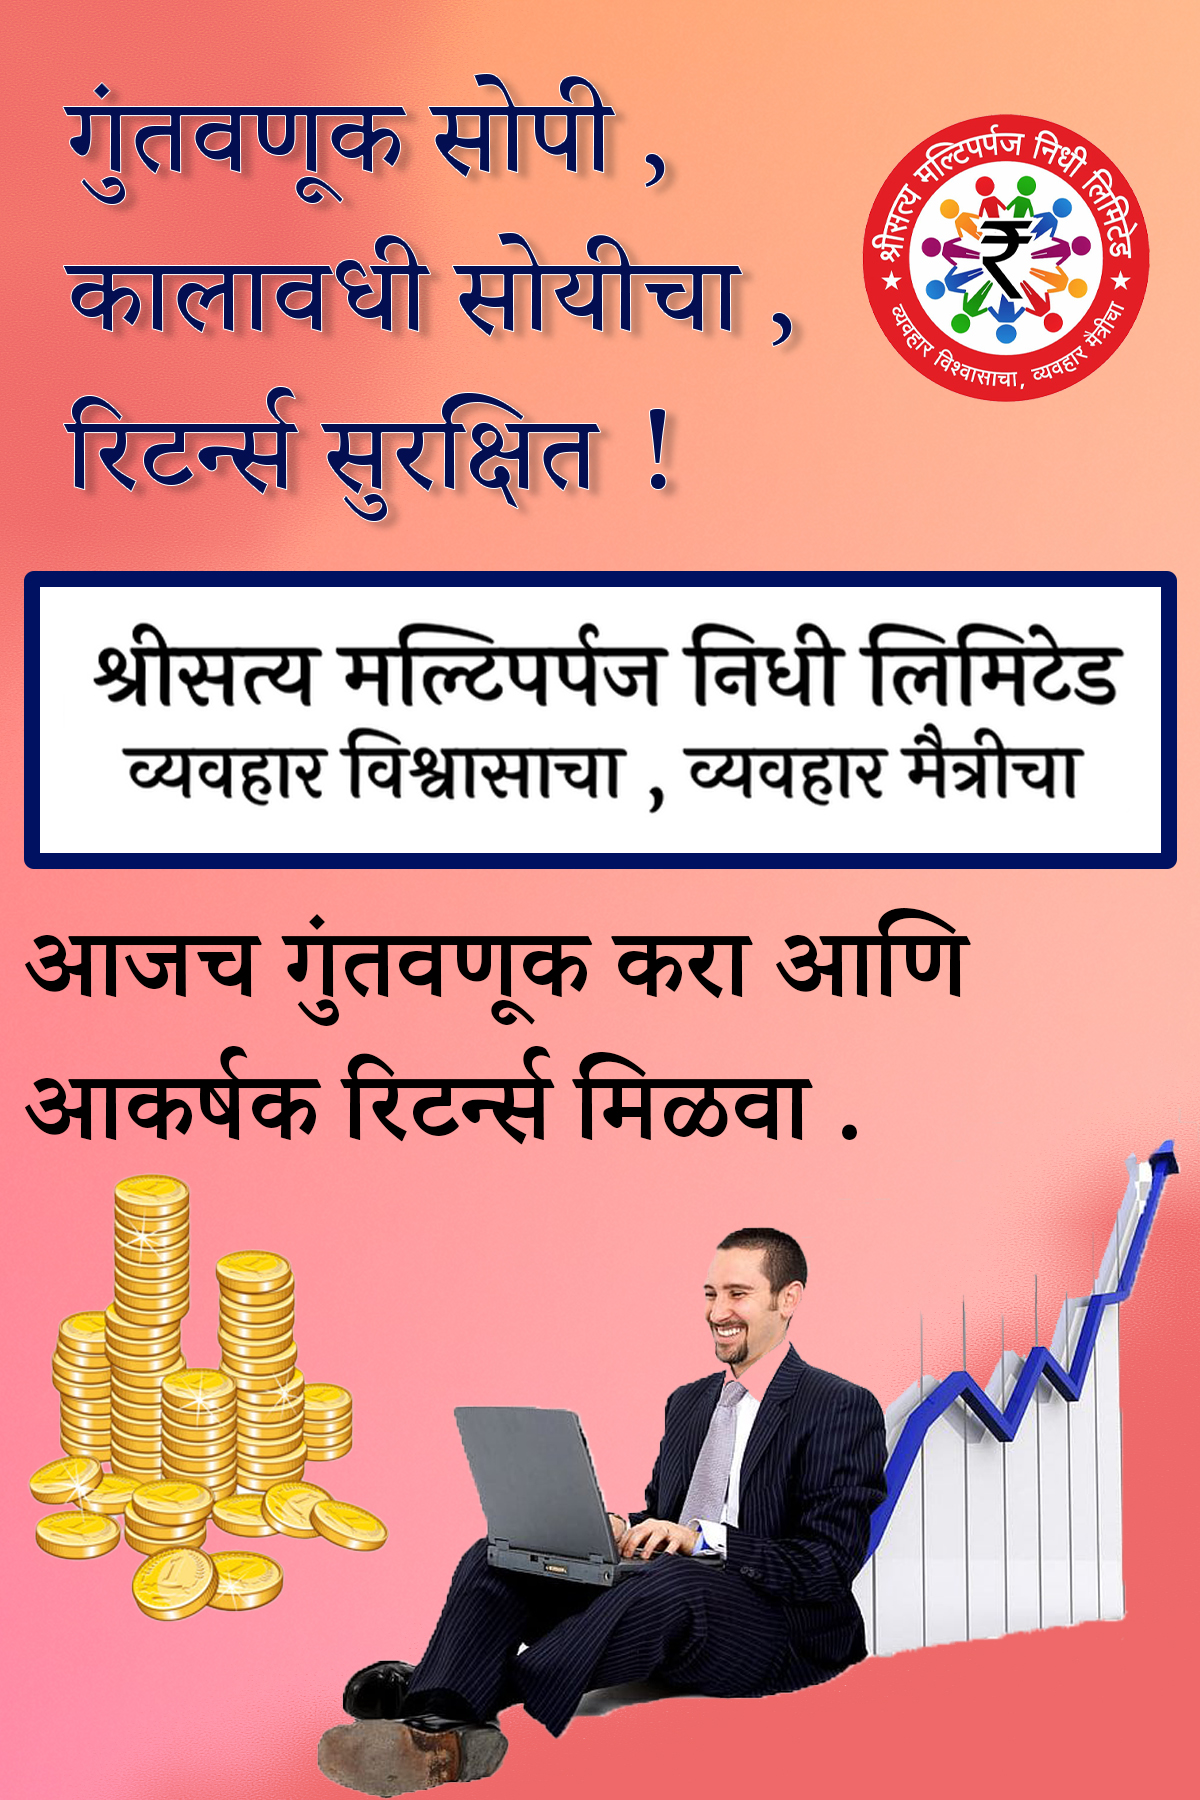 गुंतवणूक सोपी ,
कालावधी सोयीचा ,
रिटर्न्स सुरक्षित !
श्रीसत्य मल्टिपर्पज निधी लिमिटेड
व्यवहार विश्वासाचा, व्यवहार मैत्रीचा
₹
श्रीसत्य मल्टिपर्पज निधी लिमिटेड
व्यवहार विश्वासाचा , व्यवहार मैत्रीचा
आजच गुंतवणूक करा आणि
आकर्षक रिटर्न्स मिळवा .